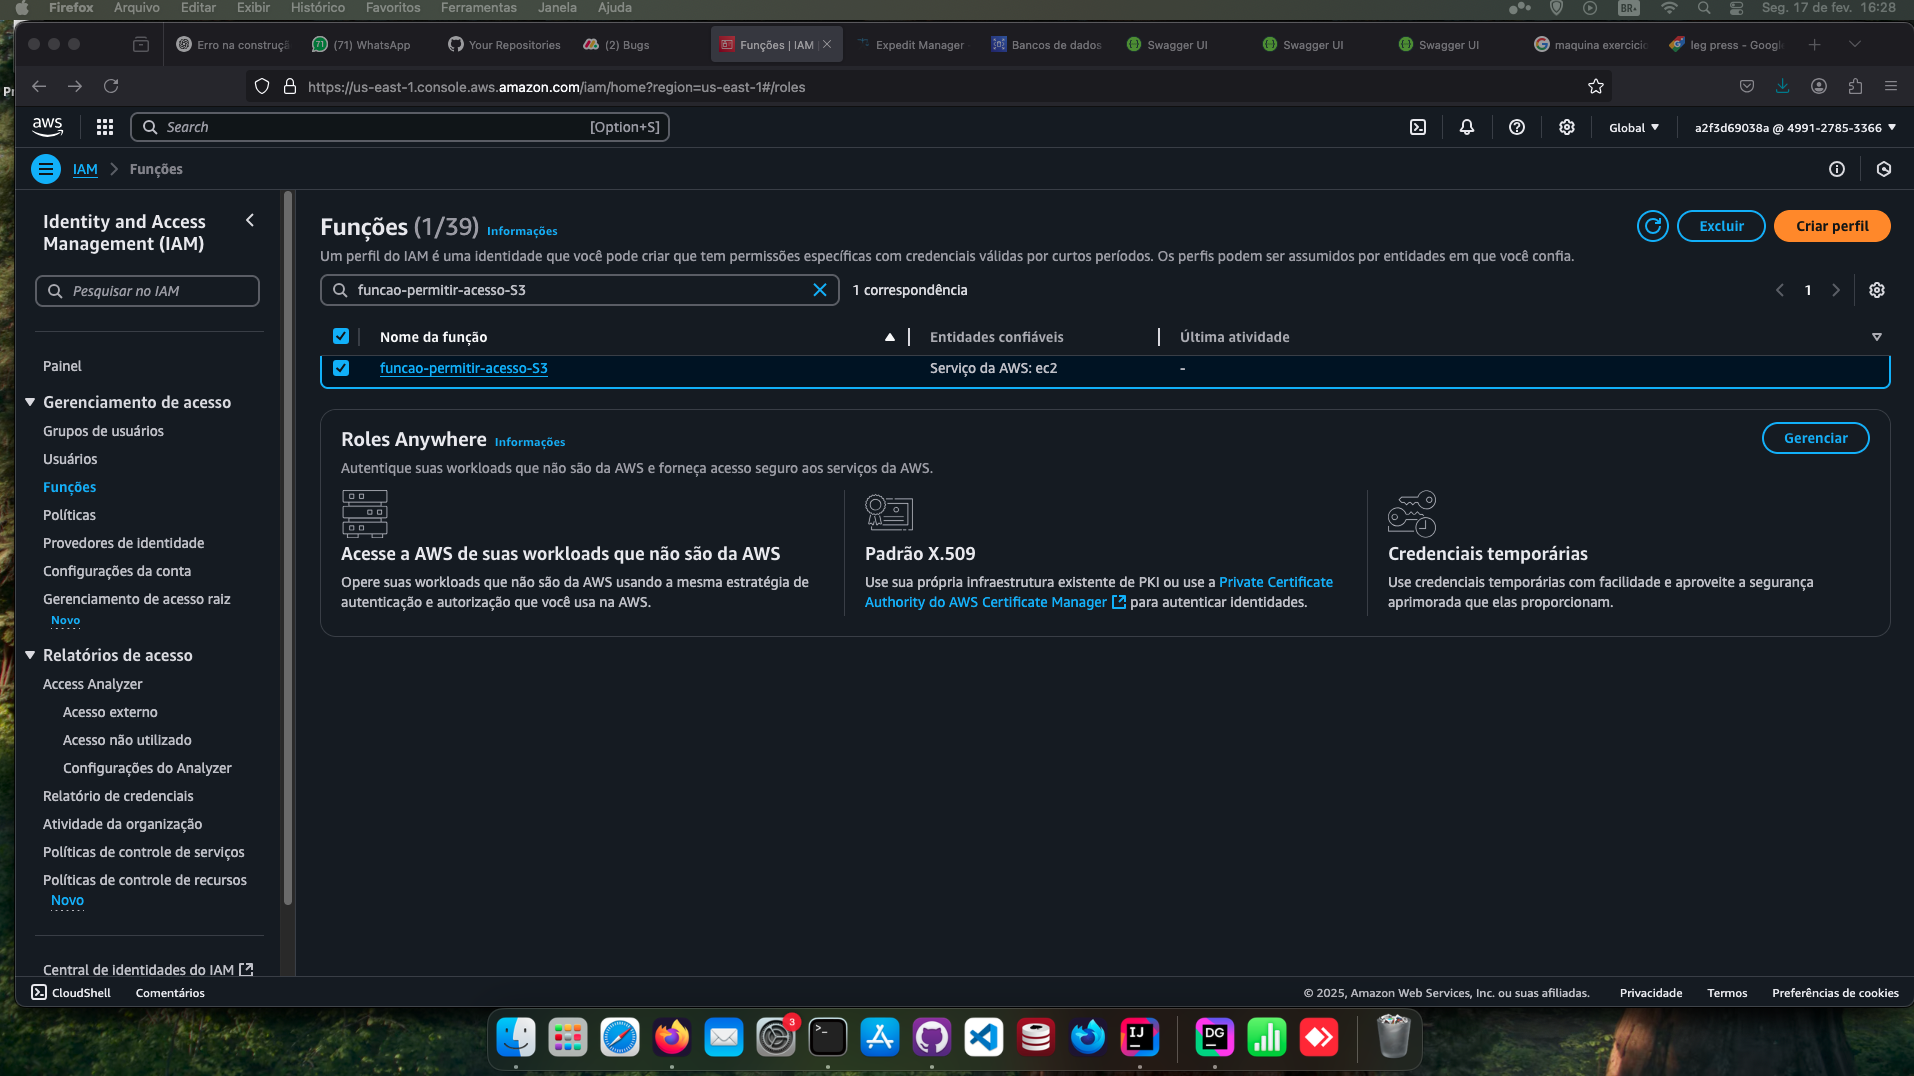 Firefox Arquivo Editar Exibir Histórico Favoritos Ferramentas Janela Ajuda BR Seg. 17 de fev. 16:28
Erro na construçã (71) WhatsApp Your Repositories (2) Bugs Funções | IAM Expedit Manager Bancos de dados Swagger UI Swagger UI Swagger UI maquina exercicio leg press - Google
https://us-east-1.console.aws.amazon.com/iam/home?region=us-east-1#/roles
aws Search [Option+S] Global a2f3d69038a @ 4991-2785-3366
IAM Funções
Identity and Access
Management (IAM)
Pesquisar no IAM
Painel
Gerenciamento de acesso
Grupos de usuários
Usuários
Funções
Políticas
Provedores de identidade
Configurações da conta
Gerenciamento de acesso raiz
Novo
Relatórios de acesso
Access Analyzer
Acesso externo
Acesso não utilizado
Configurações do Analyzer
Relatório de credenciais
Atividade da organização
Políticas de controle de serviços
Políticas de controle de recursos
Novo
Central de identidades do IAM
Funções (1/39) Informações
Excluir Criar perfil
Um perfil do IAM é uma identidade que você pode criar que tem permissões específicas com credenciais válidas por curtos períodos. Os perfis podem ser assumidos por entidades em que você confia.
funcao-permitir-acesso-S3 1 correspondência 1
Nome da função Entidades confiáveis Última atividade
funcao-permitir-acesso-S3 Serviço da AWS: ec2 -
Roles Anywhere Informações
Gerenciar
Autentique suas workloads que não são da AWS e forneça acesso seguro aos serviços da AWS.
Acesse a AWS de suas workloads que não são da AWS
Opere suas workloads que não são da AWS usando a mesma estratégia de
autenticação e autorização que você usa na AWS.
Padrão X.509
Use sua própria infraestrutura existente de PKI ou use a Private Certificate
Authority do AWS Certificate Manager para autenticar identidades.
Credenciais temporárias
Use credenciais temporárias com facilidade e aproveite a segurança
aprimorada que elas proporcionam.
CloudShell Comentários © 2025, Amazon Web Services, Inc. ou suas afiliadas. Privacidade Termos Preferências de cookies
3
IJ
DG